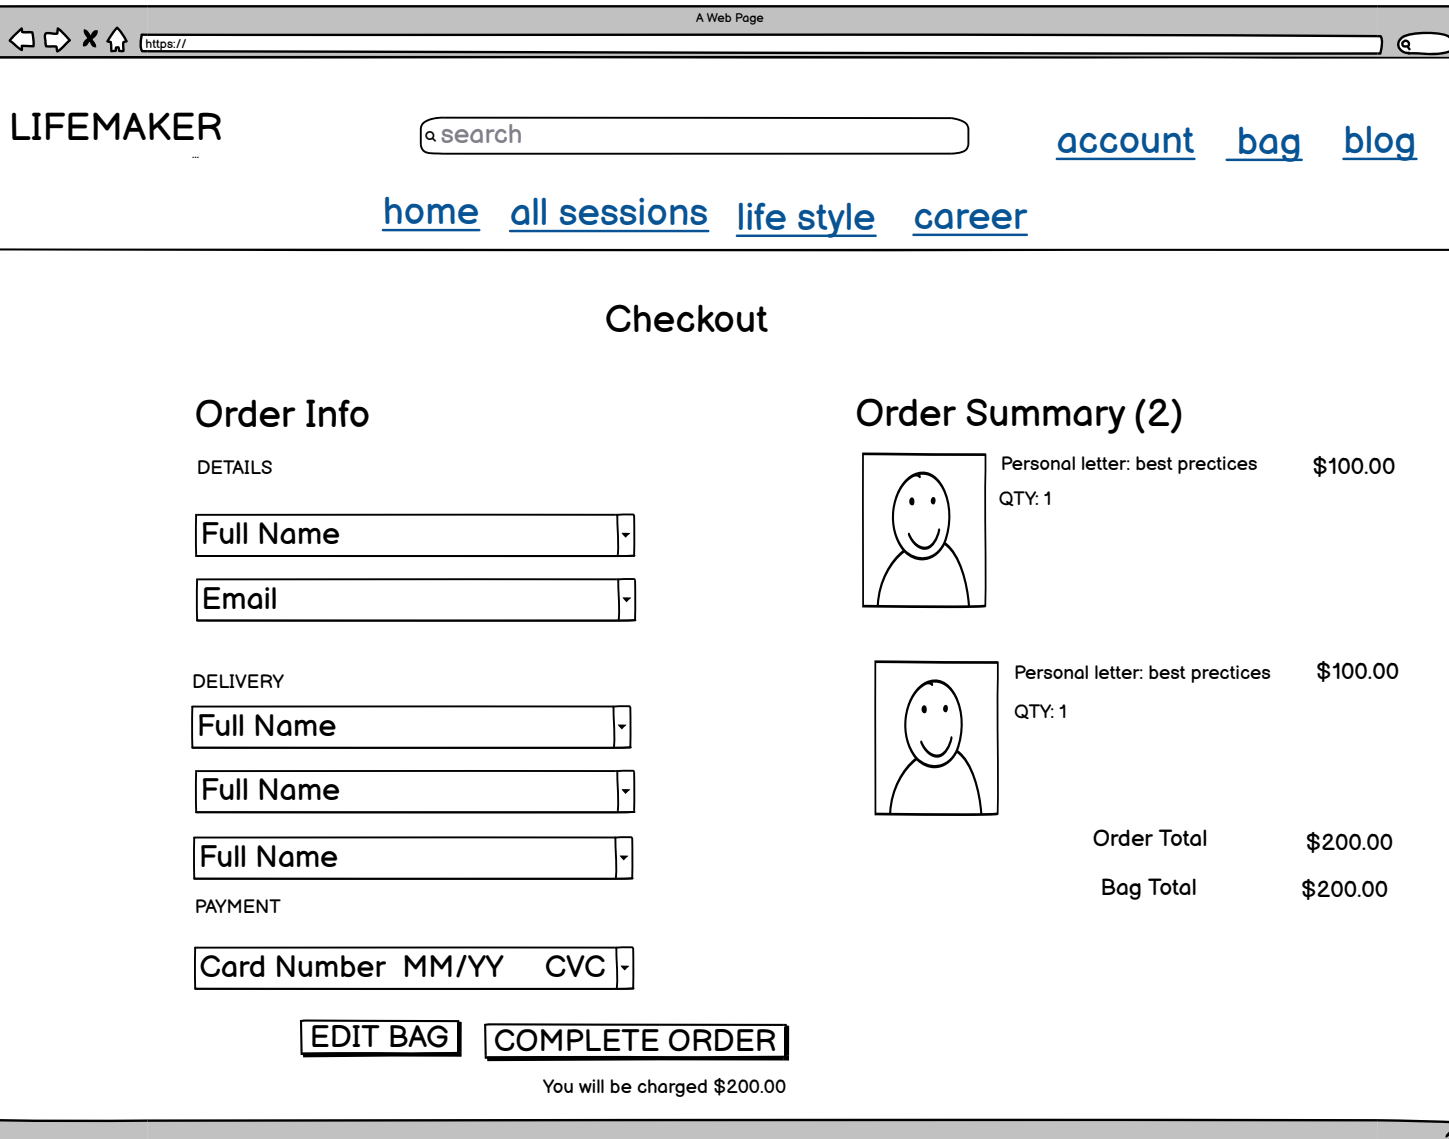 A Web Page
https://
LIFEMAKER
...
search
account bag blog
home all sessions life style career
Checkout
Order Info
DETAILS
Full Name
Email
DELIVERY
Full Name
Full Name
Full Name
PAYMENT
Card Number MM/YY CVC
EDIT BAG COMPLETE ORDER
You will be charged $200.00
Order Summary (2)
Personal letter: best prectices $100.00
QTY: 1
Personal letter: best prectices $100.00
QTY: 1
Order Total $200.00
Bag Total $200.00